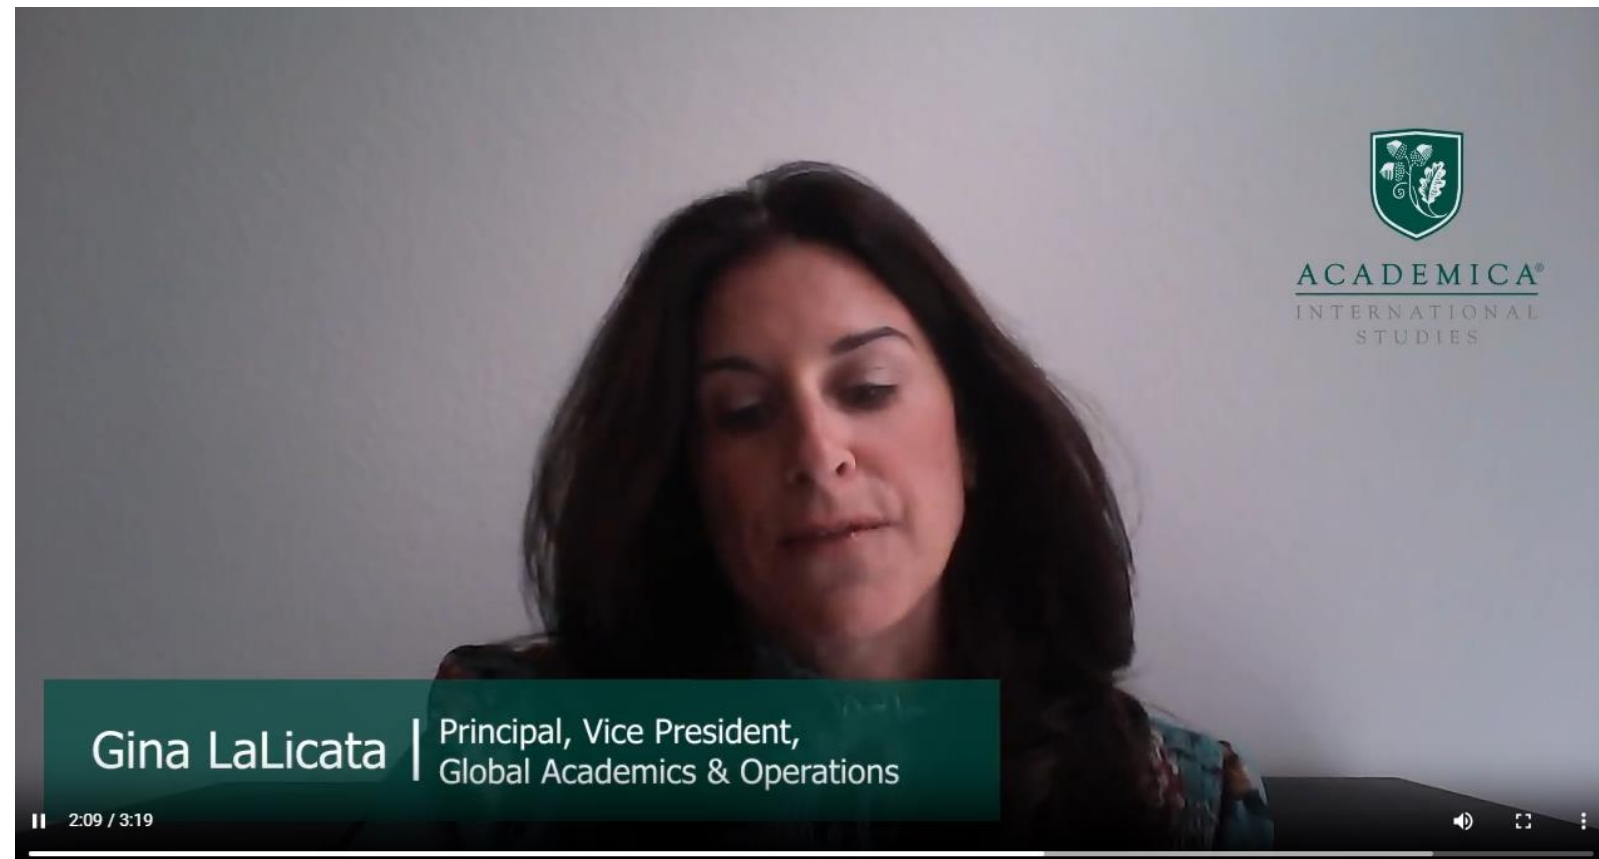 ACADEMICA®
INTERNATIONAL
STUDIES
Gina LaLicata
Principal, Vice President,
Global Academics & Operations
2:09 / 3:19